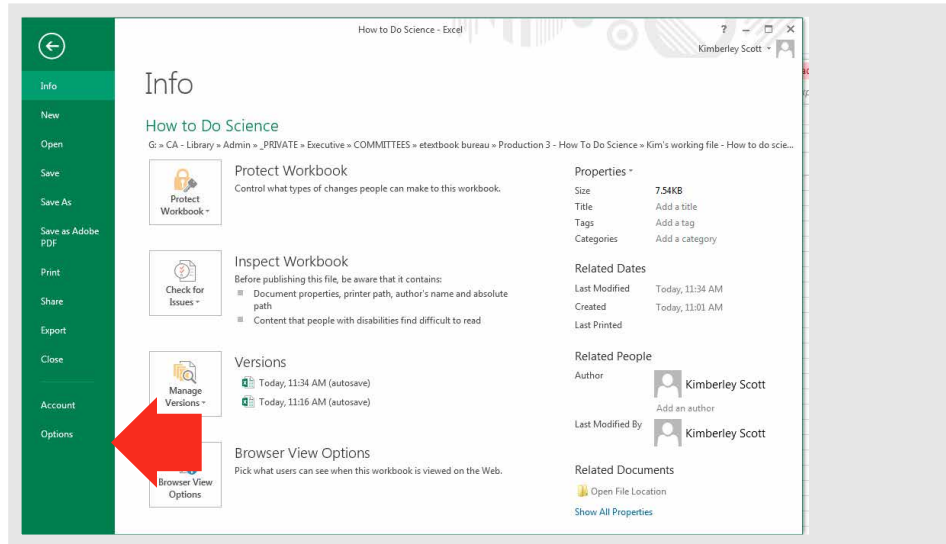 How to Do Science - Excel
? – □ ×
Kimberley Scott
Info
New
Open
Save
Save As
Save as Adobe
PDF
Print
Share
Export
Close
Account
Options
Info
How to Do Science
G: » CA - Library » Admin » _PRIVATE » Executive » COMMITTEES » etextbook bureau » Production 3 - How To Do Science » Kim's working file - How to do scie...
Protect
Workbook
Protect Workbook
Control what types of changes people can make to this workbook.
Check for
Issues
Inspect Workbook
Before publishing this file, be aware that it contains:
Document properties, printer path, author's name and absolute
path
Content that people with disabilities find difficult to read
Manage
Versions
Versions
Today, 11:34 AM (autosave)
Today, 11:16 AM (autosave)
Browser View
Options
Browser View Options
Pick what users can see when this workbook is viewed on the Web.
Properties
Size 7.54KB
Title Add a title
Tags Add a tag
Categories Add a category
Related Dates
Last Modified Today, 11:34 AM
Created Today, 11:01 AM
Last Printed
Related People
Author Kimberley Scott
Add an author
Last Modified By Kimberley Scott
Related Documents
Open File Location
Show All Properties